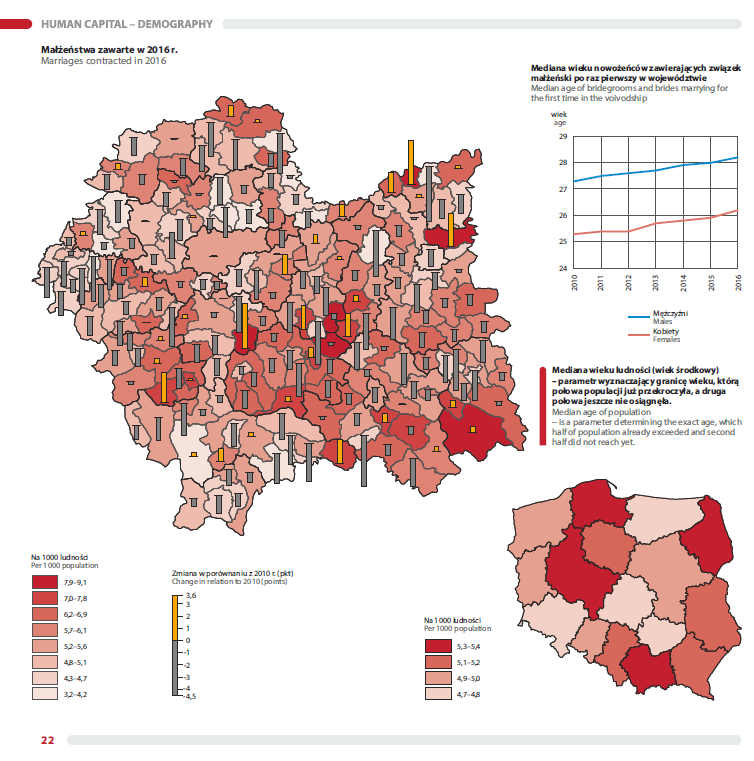 HUMAN CAPITAL – DEMOGRAPHY
Małżeństwa zawarte w 2016 r.
Marriages contracted in 2016
Mediana wieku nowożeńców zawierających związek
małżeński po raz pierwszy w województwie
Median age of bridegrooms and brides marrying for
the first time in the voivodship
wiek
age
29
28
27
26
25
24
2010
2011
2012
2013
2014
2015
2016
Mężczyźni
Males
Kobiety
Females
Mediana wieku ludności (wiek środkowy)
– parametr wyznaczający granicę wieku, którą
połowa populacji już przekroczyła, a druga
połowa jeszcze nie osiągnęła.
Median age of population
– is a parameter determining the exact age, which
half of population already exceeded and second
half did not reach yet.
Na 1000 ludności
Per 1000 population
7,9–9,1
7,0–7,8
6,2–6,9
5,7–6,1
5,2–5,6
4,8–5,1
4,3–4,7
3,2–4,2
Zmiana w porównaniu z 2010 r. (pkt)
Change in relation to 2010 (points)
3,6
3
2
1
0
-1
-2
-3
-4
-4,5
Na 1000 ludności
Per 1000 population
5,3–5,4
5,1–5,2
4,9–5,0
4,7–4,8
22